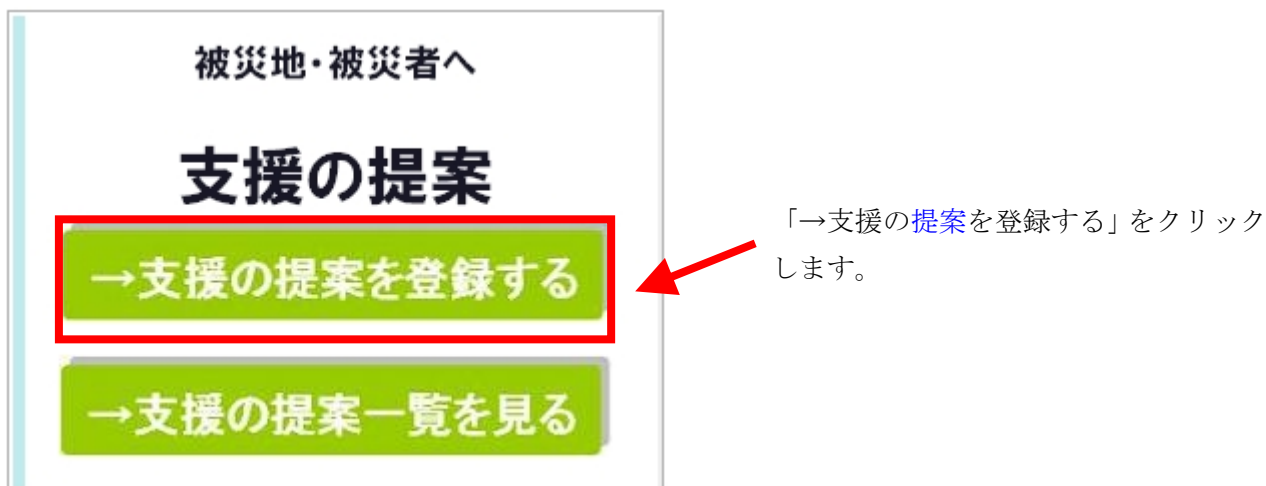 被災地・被災者へ
支援の提案
→支援の提案を登録する
→支援の提案一覧を見る
「→支援の提案を登録する」をクリック
します。